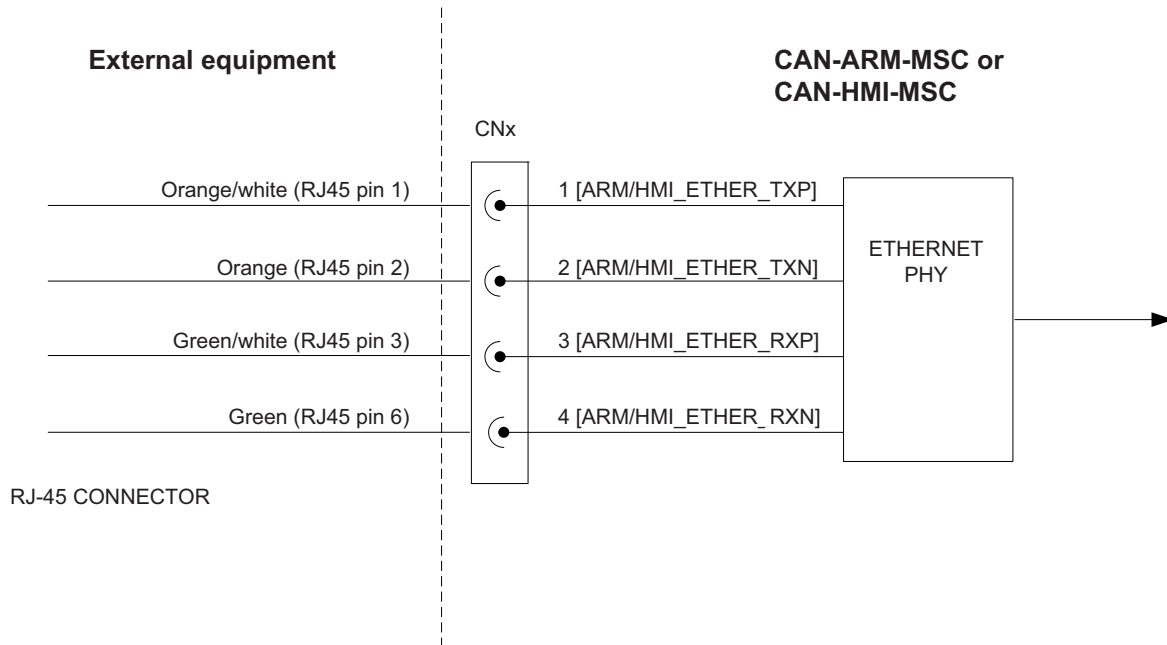 External equipment
CAN-ARM-MSC or
CAN-HMI-MSC
CNx
Orange/white (RJ45 pin 1)
1 [ARM/HMI_ETHER_TXP]
Orange (RJ45 pin 2)
2 [ARM/HMI_ETHER_TXN]
Green/white (RJ45 pin 3)
3 [ARM/HMI_ETHER_RXP]
Green (RJ45 pin 6)
4 [ARM/HMI_ETHER_RXN]
ETHERNET
PHY
RJ-45 CONNECTOR